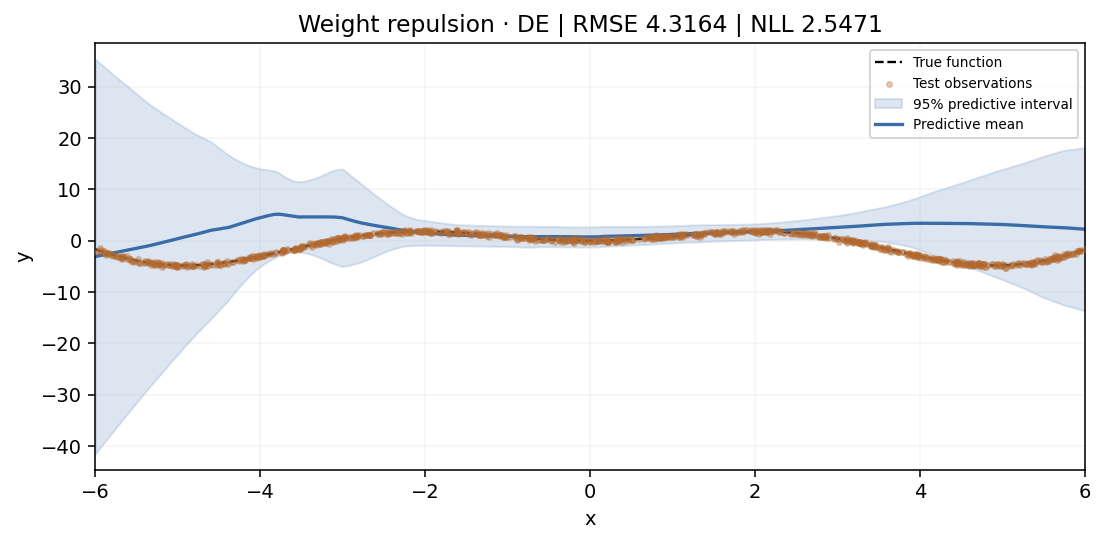 Weight repulsion · DE | RMSE 4.3164 | NLL 2.5471
True function
Test observations
95% predictive interval
Predictive mean
30
20
10
0
−10
−20
−30
−40
y
−6
−4
−2
0
2
4
6
x